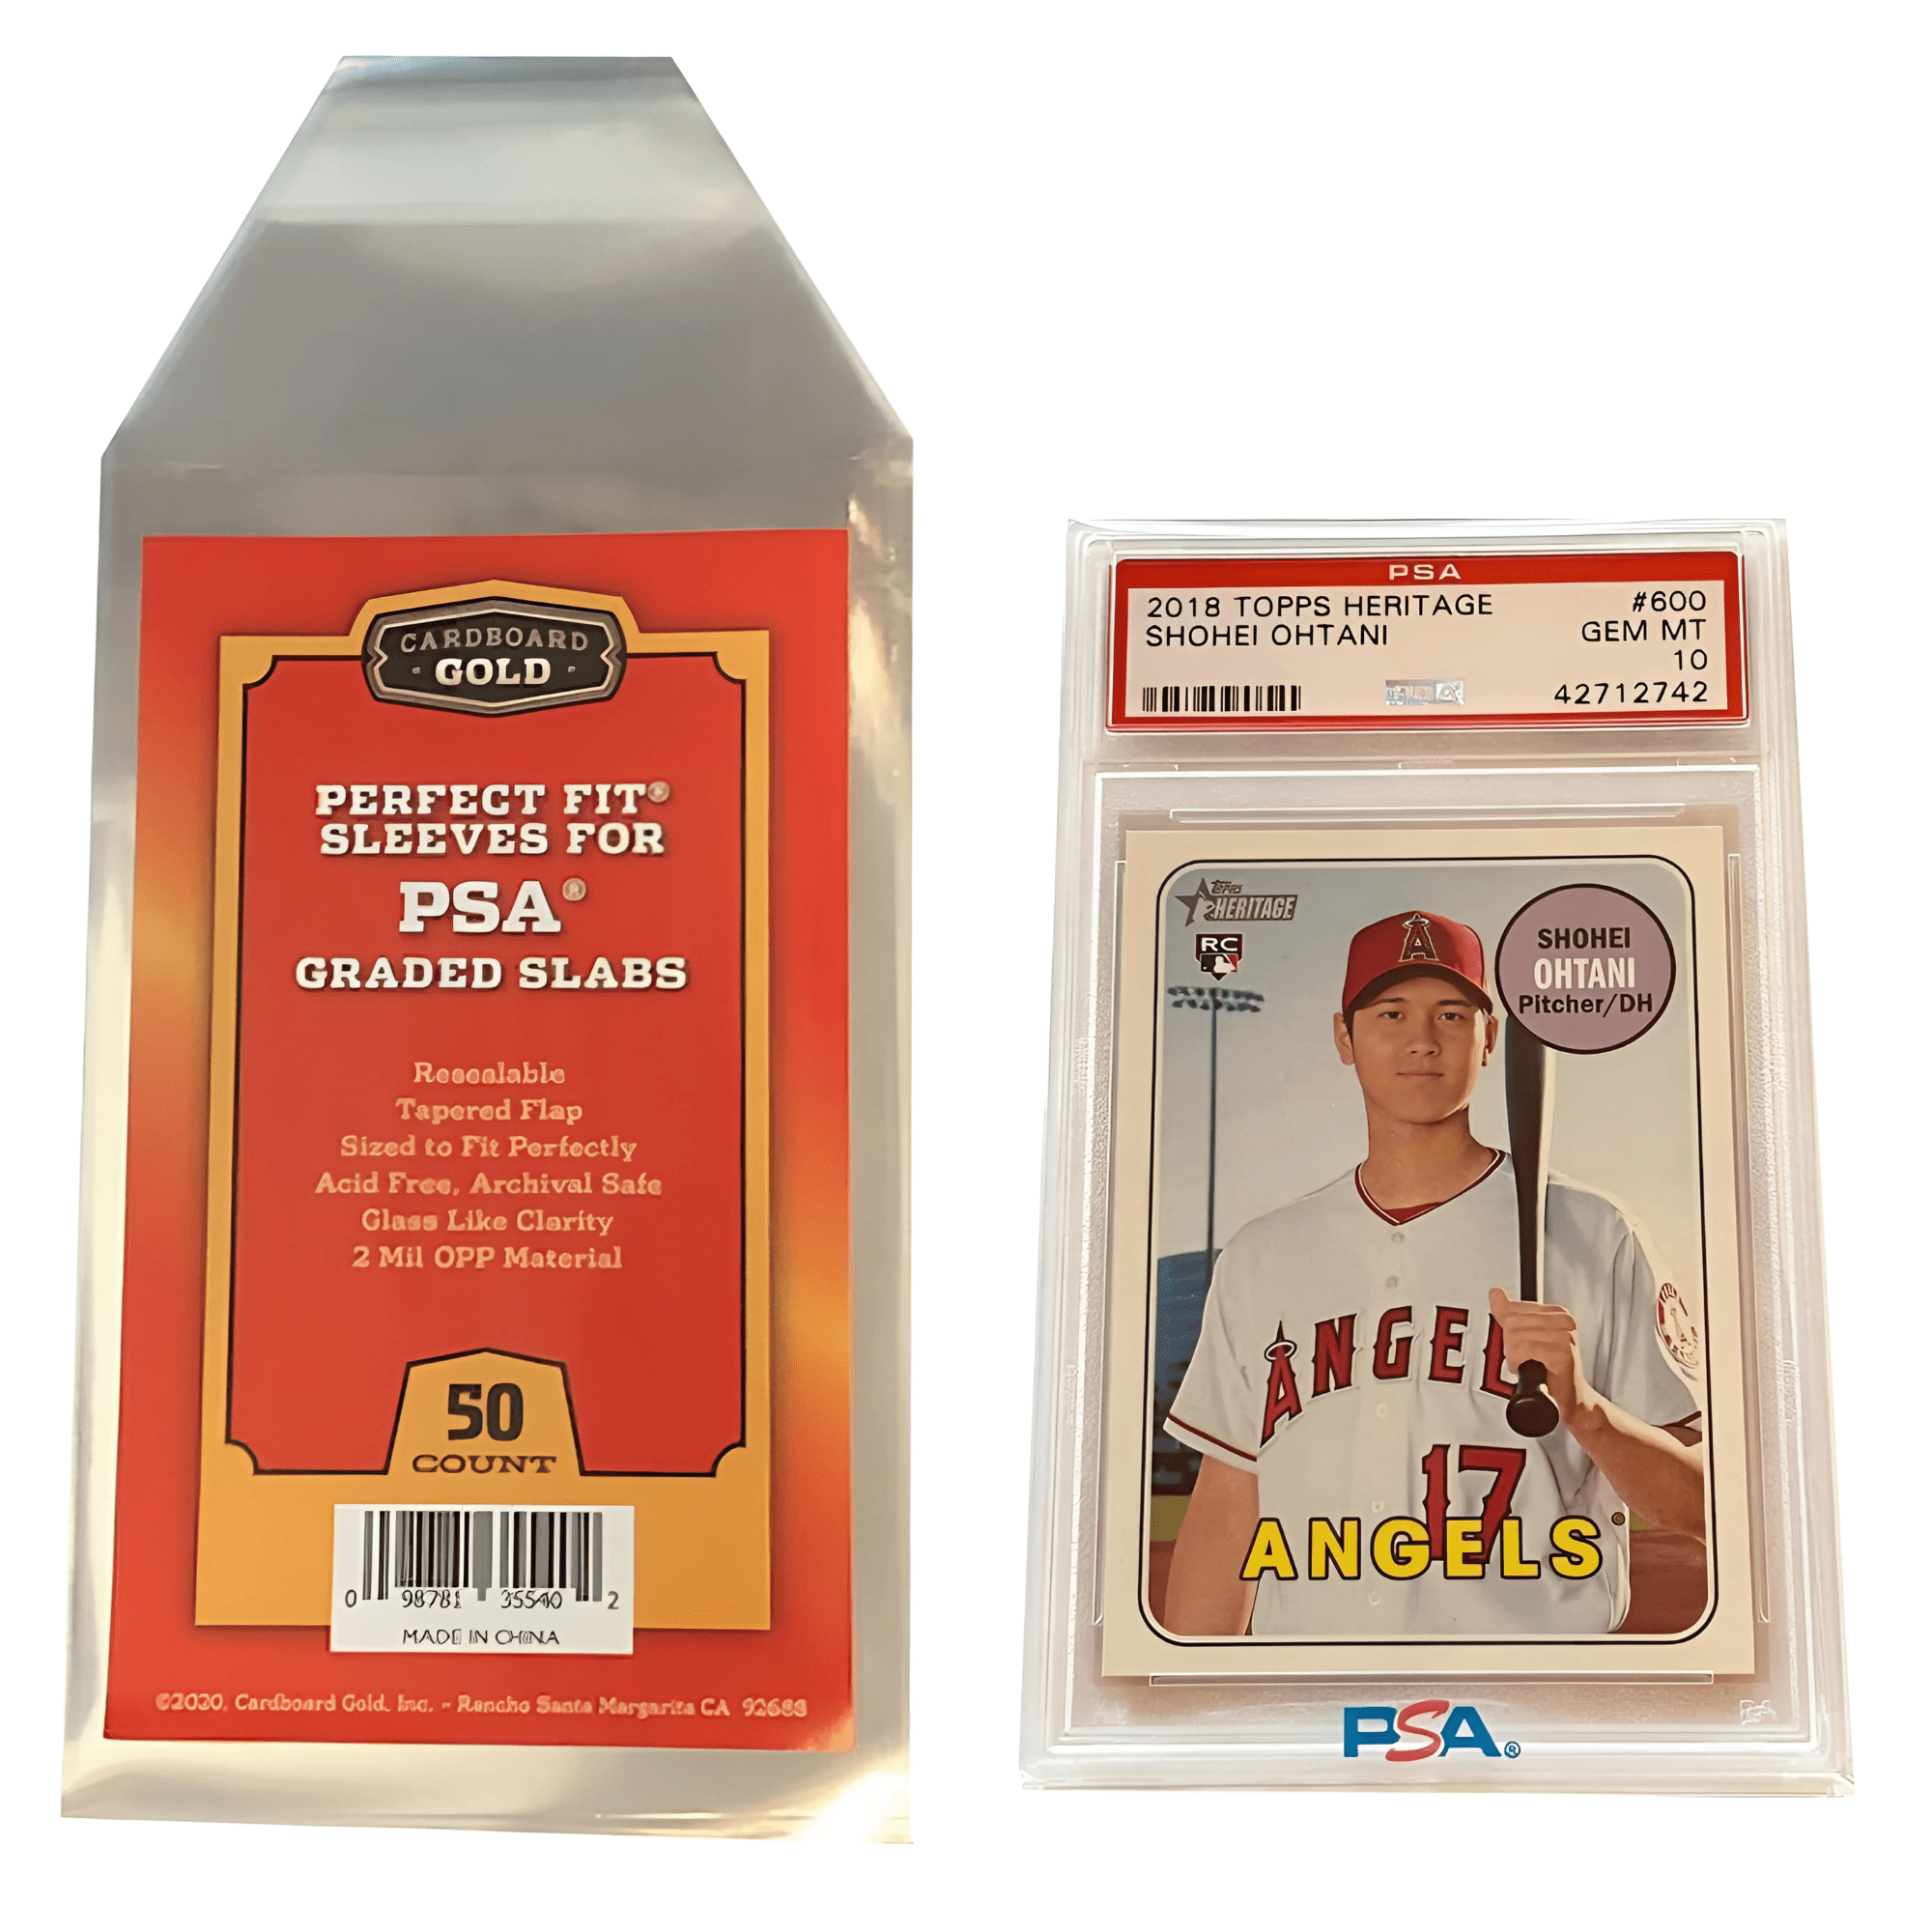 CARDBOARD
GOLD
PERFECT FIT®
SLEEVES FOR
PSA®
GRADED SLABS
Resealable
Tapered Flap
Sized to Fit Perfectly
Acid Free, Archival Safe
Glass Like Clarity
2 Mil OPP Material
50
COUNT
0 98781 35540 2
MADE IN CHINA
©2020, Cardboard Gold, Inc. - Rancho Santa Margarita CA 92688
PSA
2018 TOPPS HERITAGE #600
SHOHEI OHTANI GEM MT
10
42712742
Topps
HERITAGE
RC
A
SHOHEI
OHTANI
Pitcher/DH
ANGEL
17
ANGELS
PSA®